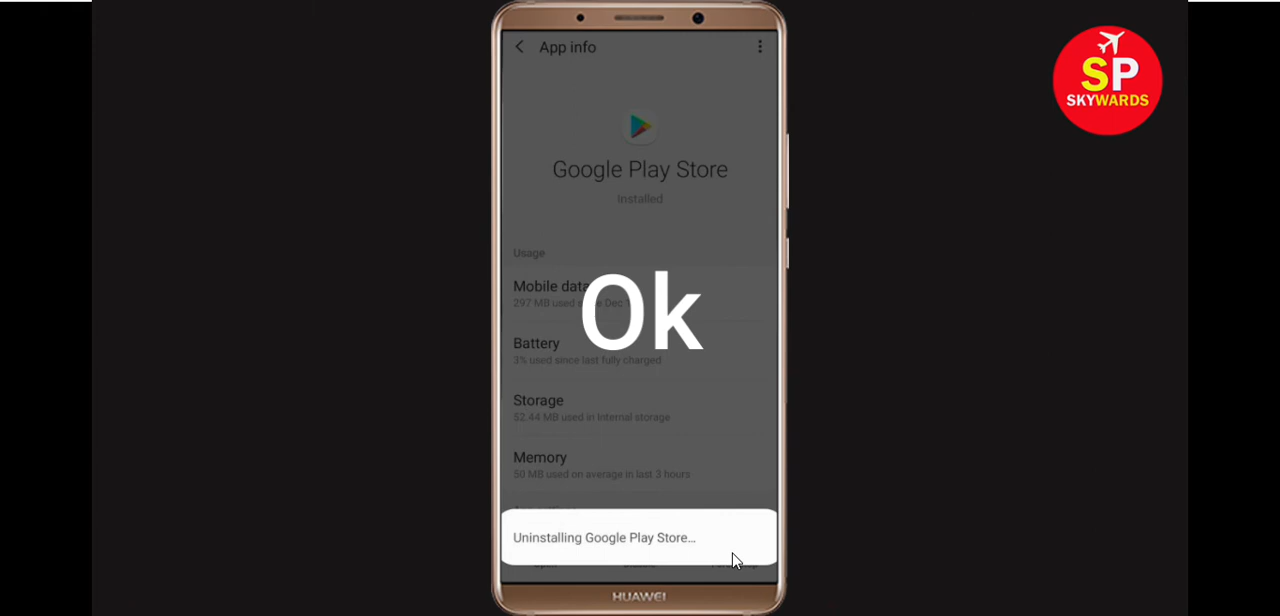 App info
SP
SKYWARDS
Google Play Store
Installed
Usage
Mobile data
297 MB used
Dec
Ok
Battery
3% used since last fully charged
Storage
52.44 MB used in Internal storage
Memory
50 MB used on average in last 3 hours
Uninstalling Google Play Store...
HUAWEI